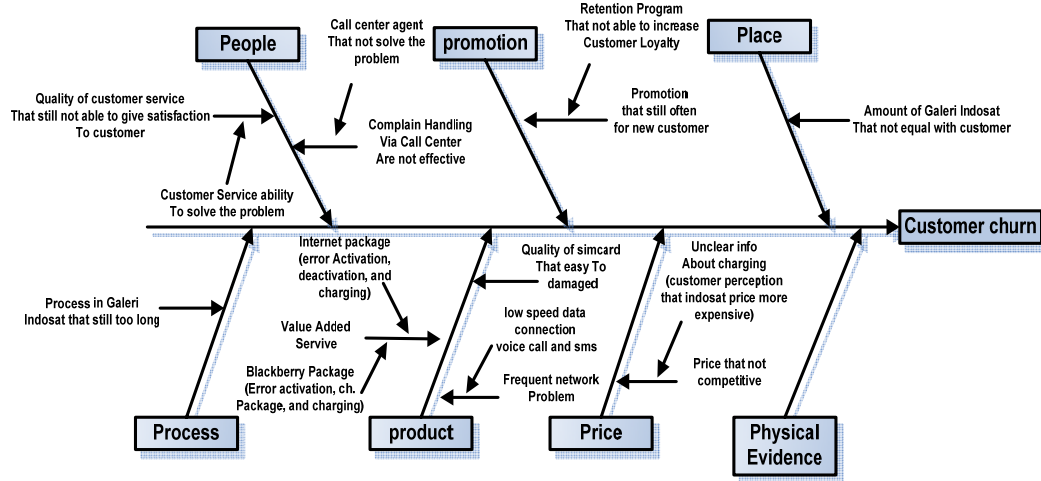 People
Call center agent
That not solve the
problem
promotion
Retention Program
That not able to increase
Customer Loyalty
Place
Quality of customer service
That still not able to give satisfaction
To customer
Complain Handling
Via Call Center
Are not effective
Promotion
that still often
for new customer
Amount of Galeri Indosat
That not equal with customer
Customer Service ability
To solve the problem
Customer churn
Internet package
(error Activation,
deactivation, and
charging)
Quality of simcard
That easy To
damaged
Unclear info
About charging
(customer perception
that indosat price more
expensive)
Process in Galeri
Indosat that still too long
Value Added
Servive
low speed data
connection
voice call and sms
Blackberry Package
(Error activation, ch.
Package, and charging)
Frequent network
Problem
Price that not
competitive
Process
product
Price
Physical
Evidence